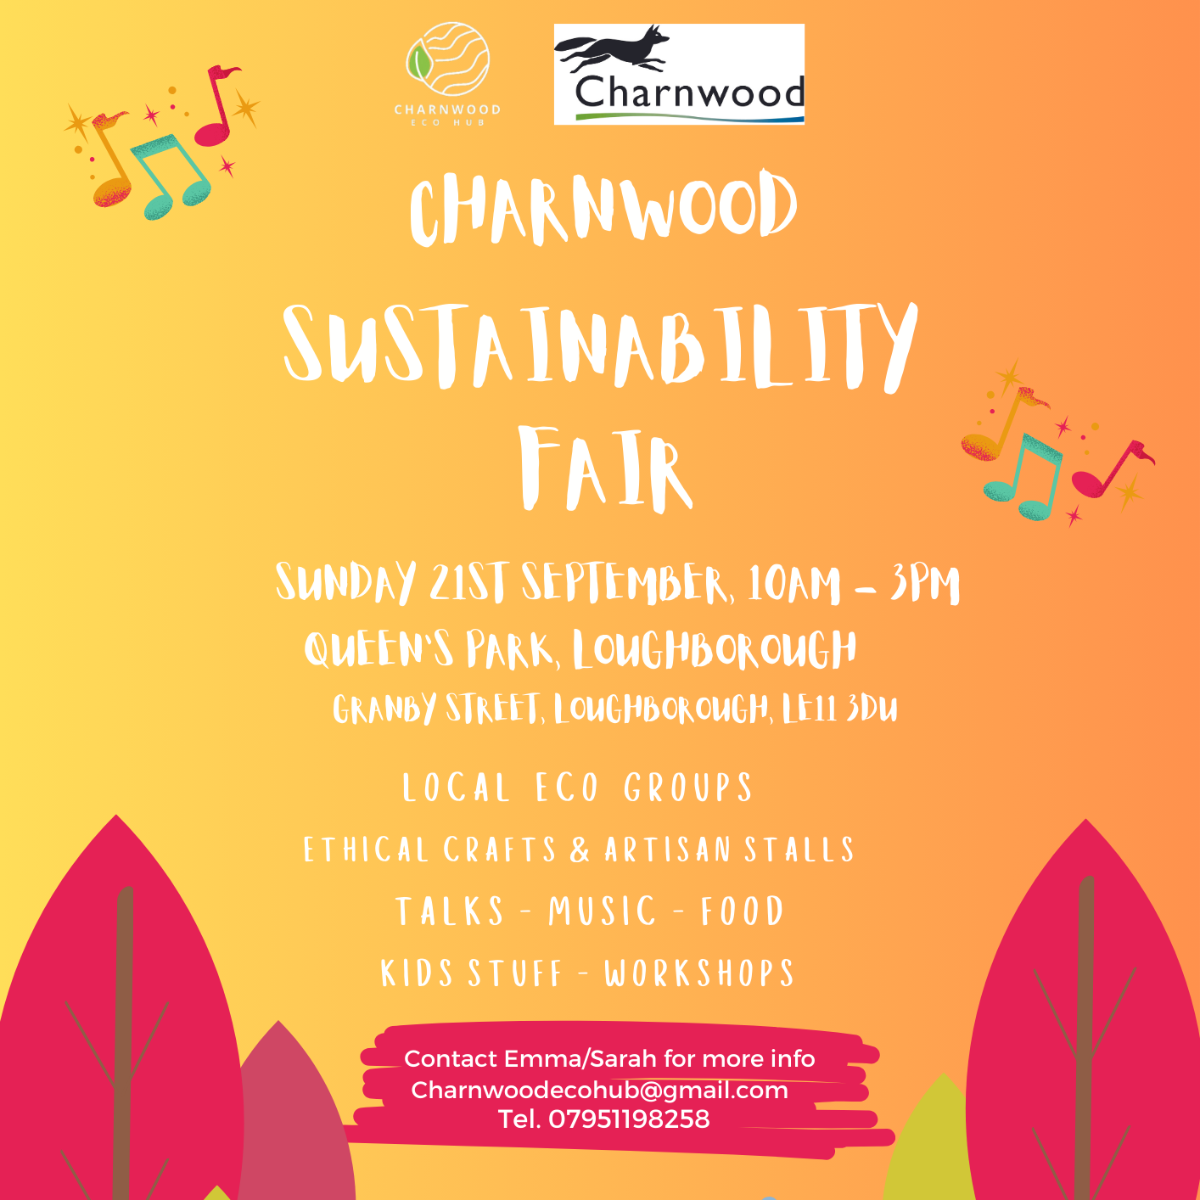 CHARNWOOD
ECO HUB
Charnwood
CHARNWOOD
SUSTAINABILITY
FAIR
SUNDAY 21ST SEPTEMBER, 10AM - 3PM
QUEEN'S PARK, LOUGHBOROUGH
GRANBY STREET, LOUGHBOROUGH, LE11 3DU
LOCAL ECO GROUPS
ETHICAL CRAFTS & ARTISAN STALLS
TALKS - MUSIC - FOOD
KIDS STUFF - WORKSHOPS
Contact Emma/Sarah for more info
Charnwoodecohub@gmail.com
Tel. 07951198258